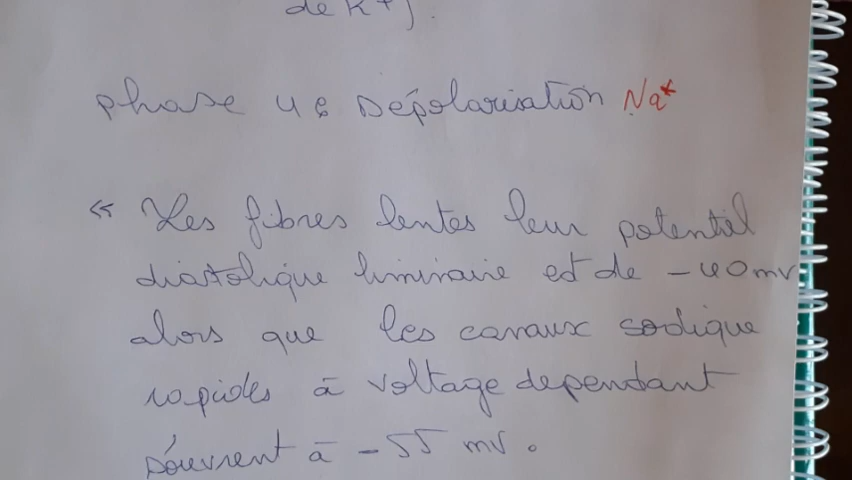 de K+).
phase 4 : Dépolarisation Na+
« Les fibres lentes leur potentiel
diastolique liminaire est de -40mv
alors que les canaux sodique
rapides à voltage dependant
s'ouvrent à -55 mv.